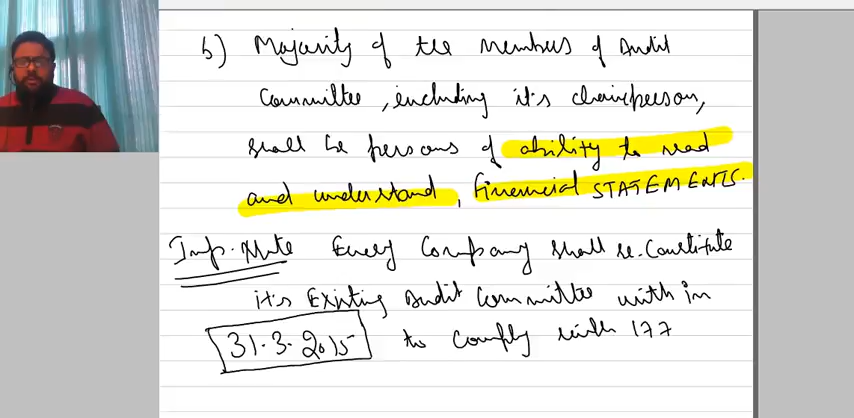 b) Majority of the members of Audit
Committee, including it's chairperson,
shall be persons of ability to read
and understand, Financial STATEMENTS.
Imp. Note Every Company shall re-Constitute
it's Existing Audit Committee with in
31.3.2015 to comply with 177